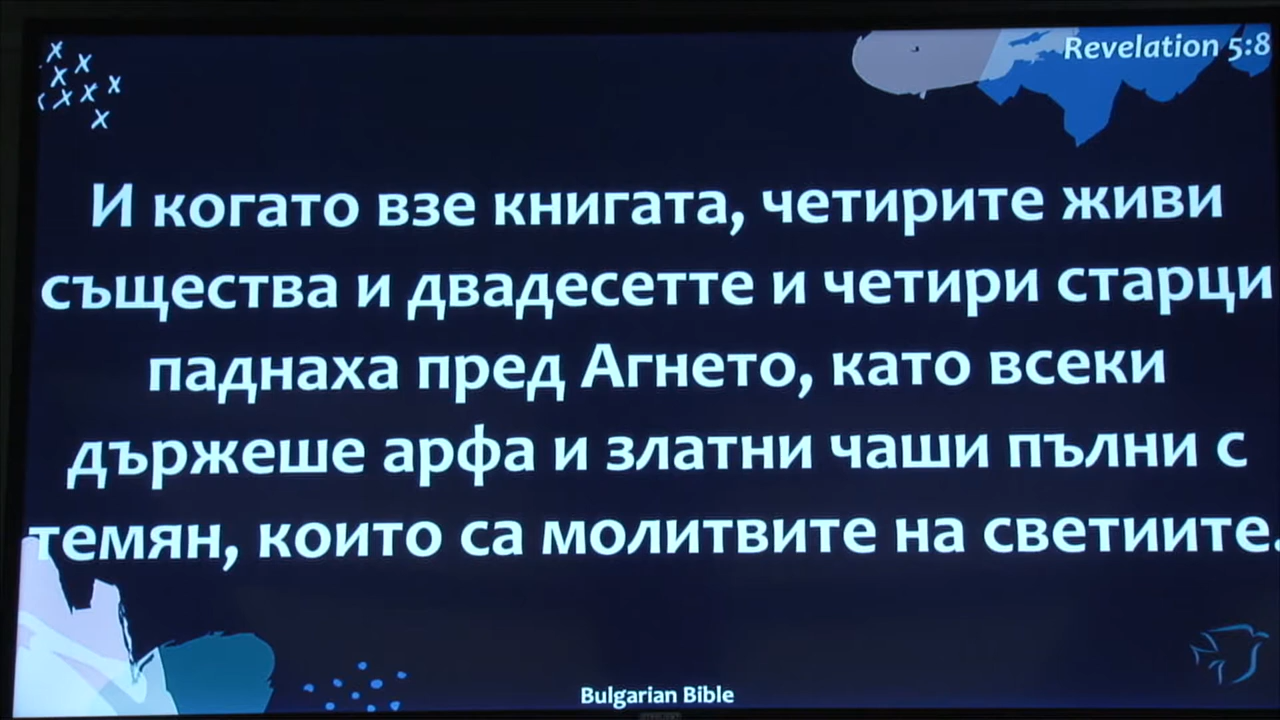 Revelation 5:8
И когато взе книгата, четирите живи
същества и двадесетте и четири старци
паднаха пред Агнето, като всеки
държеше арфа и златни чаши пълни с
темян, които са молитвите на светиите.
Bulgarian Bible